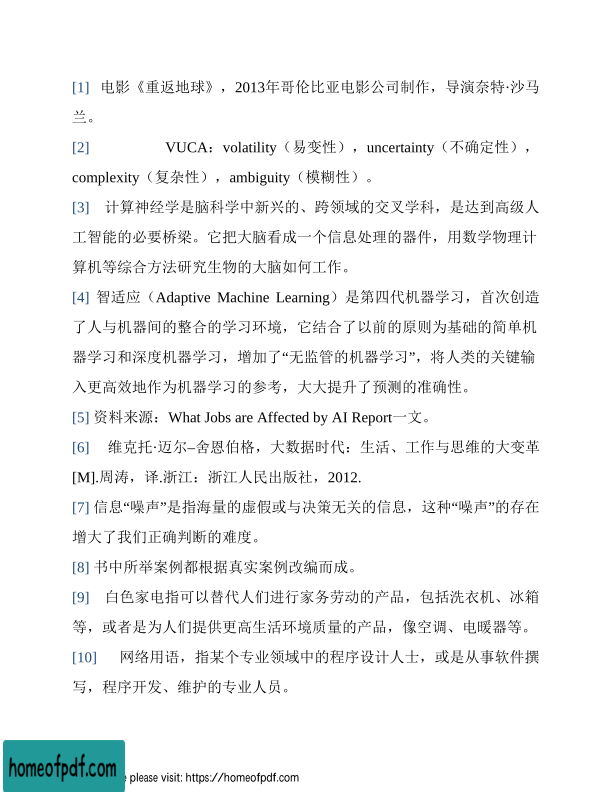 [1] 电影《重返地球》，2013年哥伦比亚电影公司制作，导演奈特·沙马
兰。
[2] VUCA：volatility（易变性），uncertainty（不确定性），
complexity（复杂性），ambiguity（模糊性）。
[3] 计算神经学是脑科学中新兴的、跨领域的交叉学科，是达到高级人
工智能的必要桥梁。它把大脑看成一个信息处理的器件，用数学物理计
算机等综合方法研究生物的大脑如何工作。
[4] 智适应（Adaptive Machine Learning）是第四代机器学习，首次创造
了人与机器间的整合的学习环境，它结合了以前的原则为基础的简单机
器学习和深度机器学习，增加了“无监管的机器学习”，将人类的关键输
入更高效地作为机器学习的参考，大大提升了预测的准确性。
[5] 资料来源：What Jobs are Affected by AI Report一文。
[6] 维克托·迈尔–舍恩伯格，大数据时代：生活、工作与思维的大变革
[M].周涛，译.浙江：浙江人民出版社，2012.
[7] 信息“噪声”是指海量的虚假或与决策无关的信息，这种“噪声”的存在
增大了我们正确判断的难度。
[8] 书中所举案例都根据真实案例改编而成。
[9] 白色家电指可以替代人们进行家务劳动的产品，包括洗衣机、冰箱
等，或者是为人们提供更高生活环境质量的产品，像空调、电暖器等。
[10] 网络用语，指某个专业领域中的程序设计人士，或是从事软件撰
写，程序开发、维护的专业人员。
homeofpdf.com
e please visit: https://homeofpdf.com